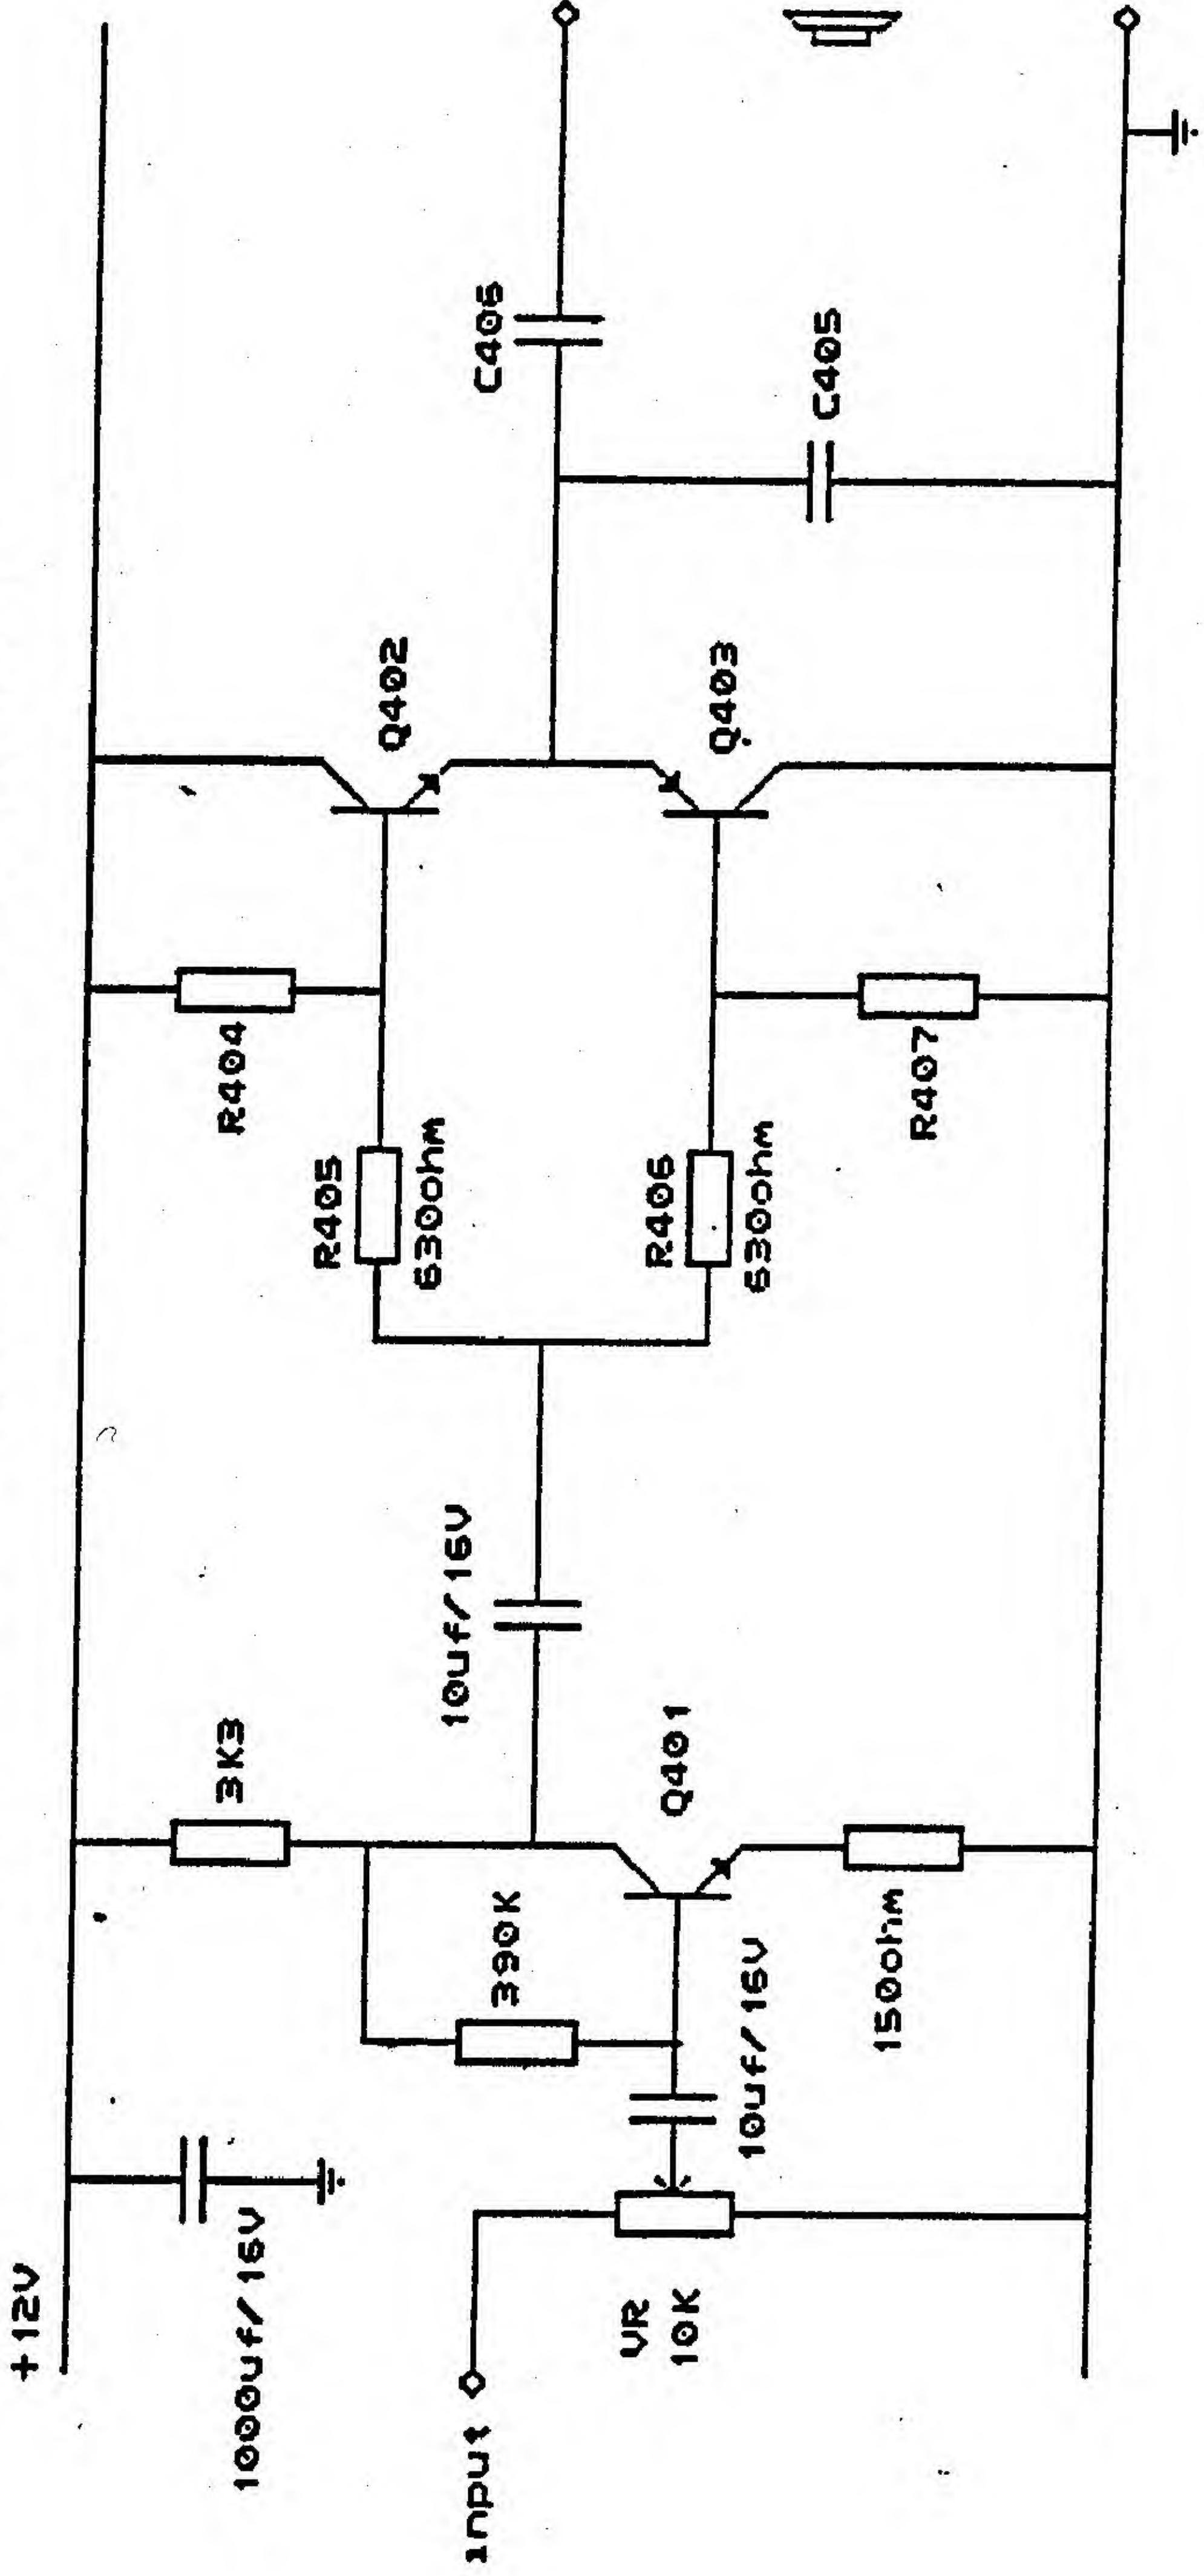 +12V
1000uf/16V
input
VR
10K
3K3
390K
10uf/16V
Q401
150ohm
10uf/16V
R404
R405
630ohm
R406
630ohm
R407
Q402
Q403
C406
C405